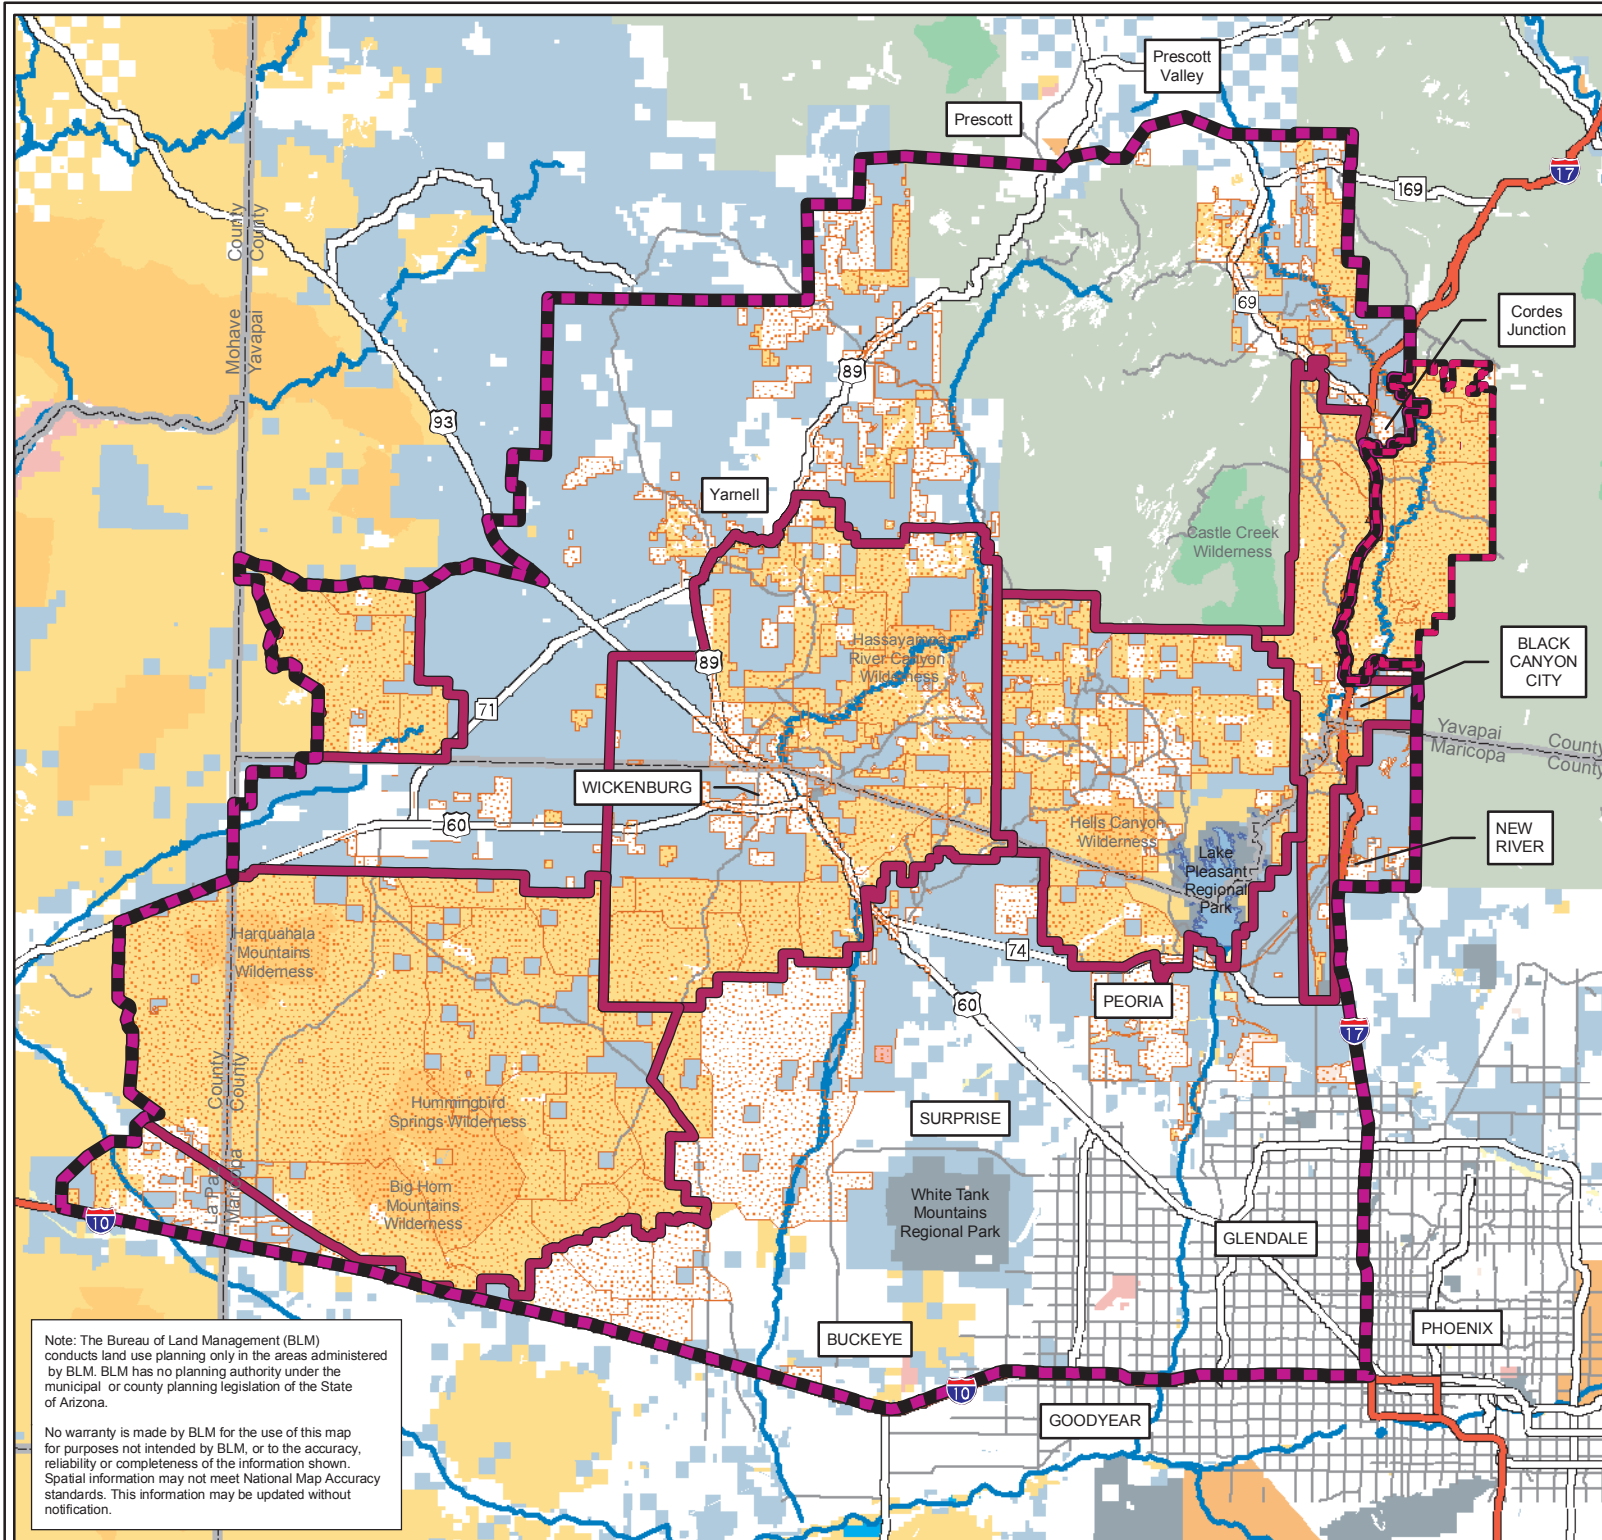 Prescott
Valley
Prescott
17
169
County
County
69
Cordes
Junction
Mohave
Yavapai
89
93
Yarnell
Castle Creek
Wilderness
Hassayampa
River Canyon
Wilderness
BLACK
CANYON
CITY
89
71
Yavapai
Maricopa
County
County
WICKENBURG
60
Hells Canyon
Wilderness
NEW
RIVER
Lake
Pleasant
Regional
Park
Harquahala
Mountains
Wilderness
74
PEORIA
60
17
County
County
Hummingbird
Springs Wilderness
SURPRISE
La Paz
Maricopa
Big Horn
Mountains
Wilderness
White Tank
Mountains
Regional Park
10
GLENDALE
PHOENIX
BUCKEYE
10
GOODYEAR
Note: The Bureau of Land Management (BLM)
conducts land use planning only in the areas administered
by BLM. BLM has no planning authority under the
municipal or county planning legislation of the State
of Arizona.
No warranty is made by BLM for the use of this map
for purposes not intended by BLM, or to the accuracy,
reliability or completeness of the information shown.
Spatial information may not meet National Map Accuracy
standards. This information may be updated without
notification.